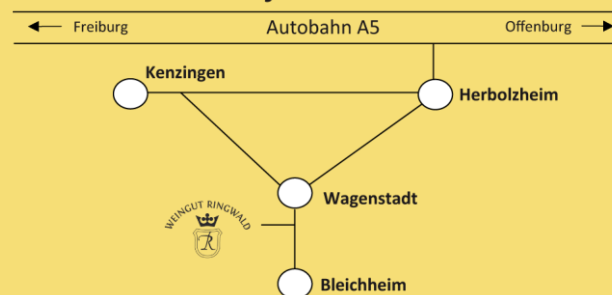 Freiburg Autobahn A5 Offenburg
Kenzingen
Herbolzheim
Wagenstadt
WEINGUT RINGWALD
R
Bleichheim